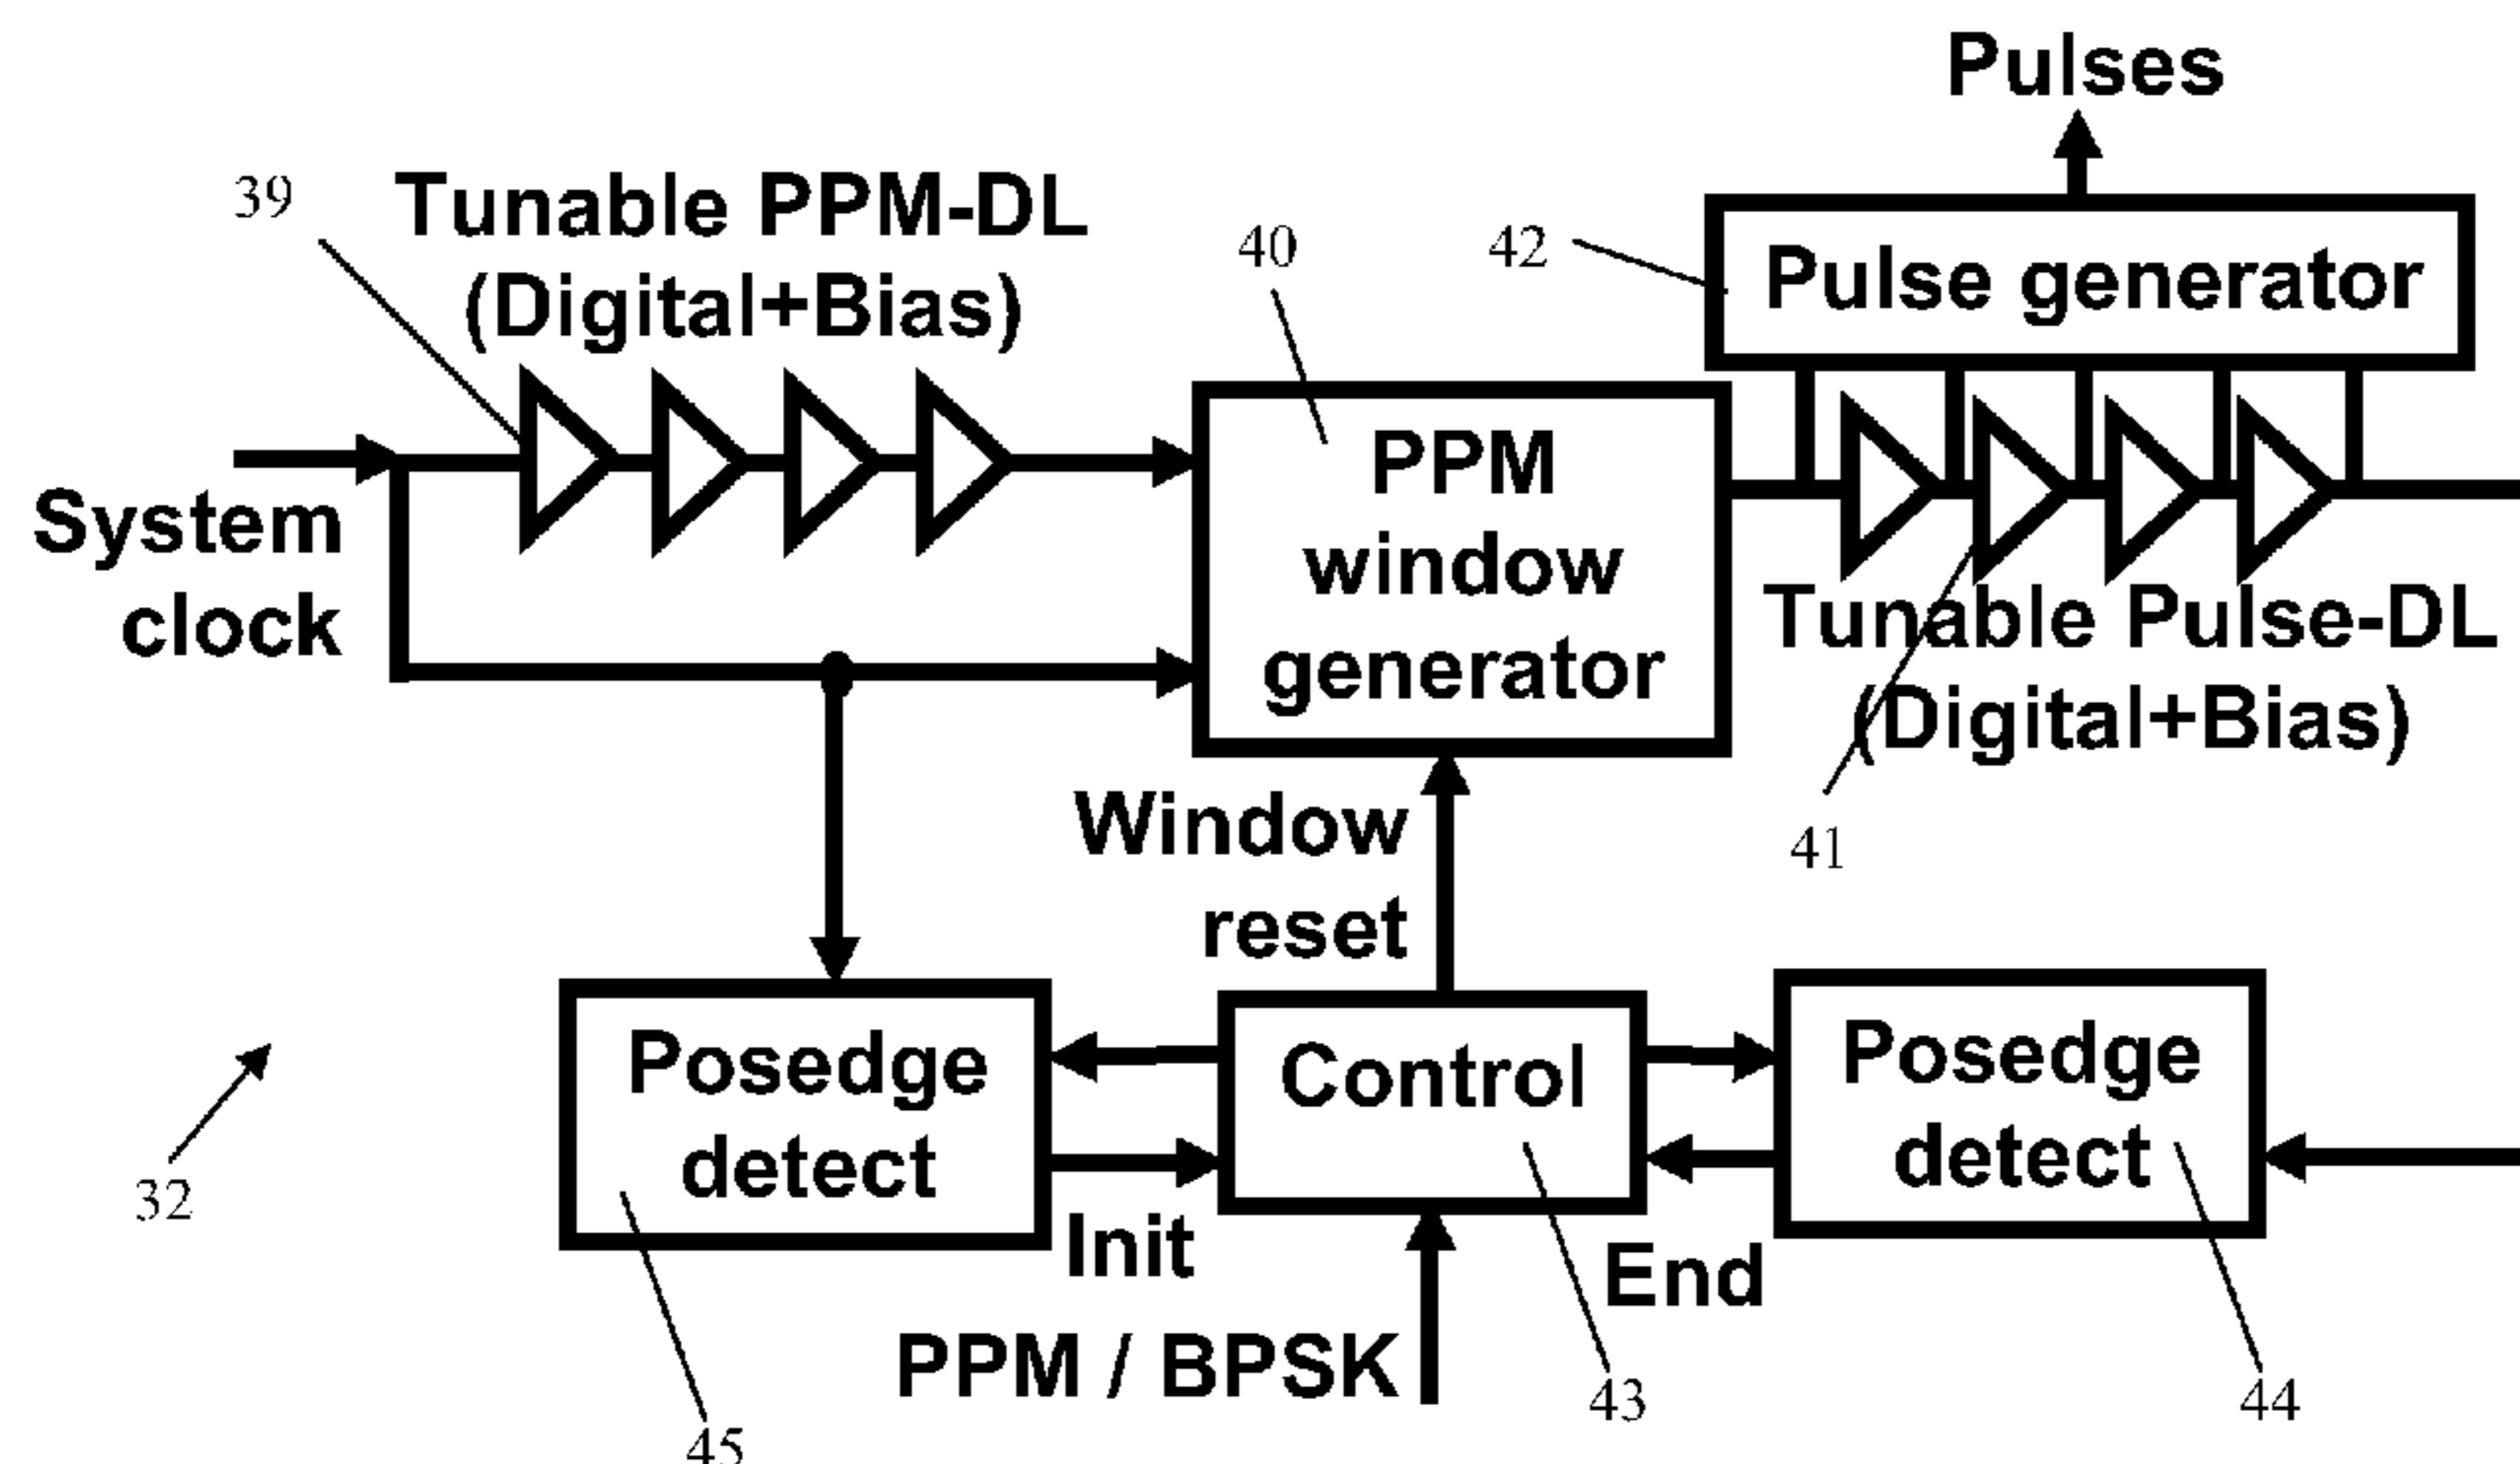 Pulses
39
Tunable PPM-DL
(Digital+Bias)
40
42
Pulse generator
System
clock
PPM
window
generator
Tunable Pulse-DL
(Digital+Bias)
41
Window
reset
Posedge
detect
Control
Posedge
detect
32
Init
End
PPM / BPSK
45
43
44